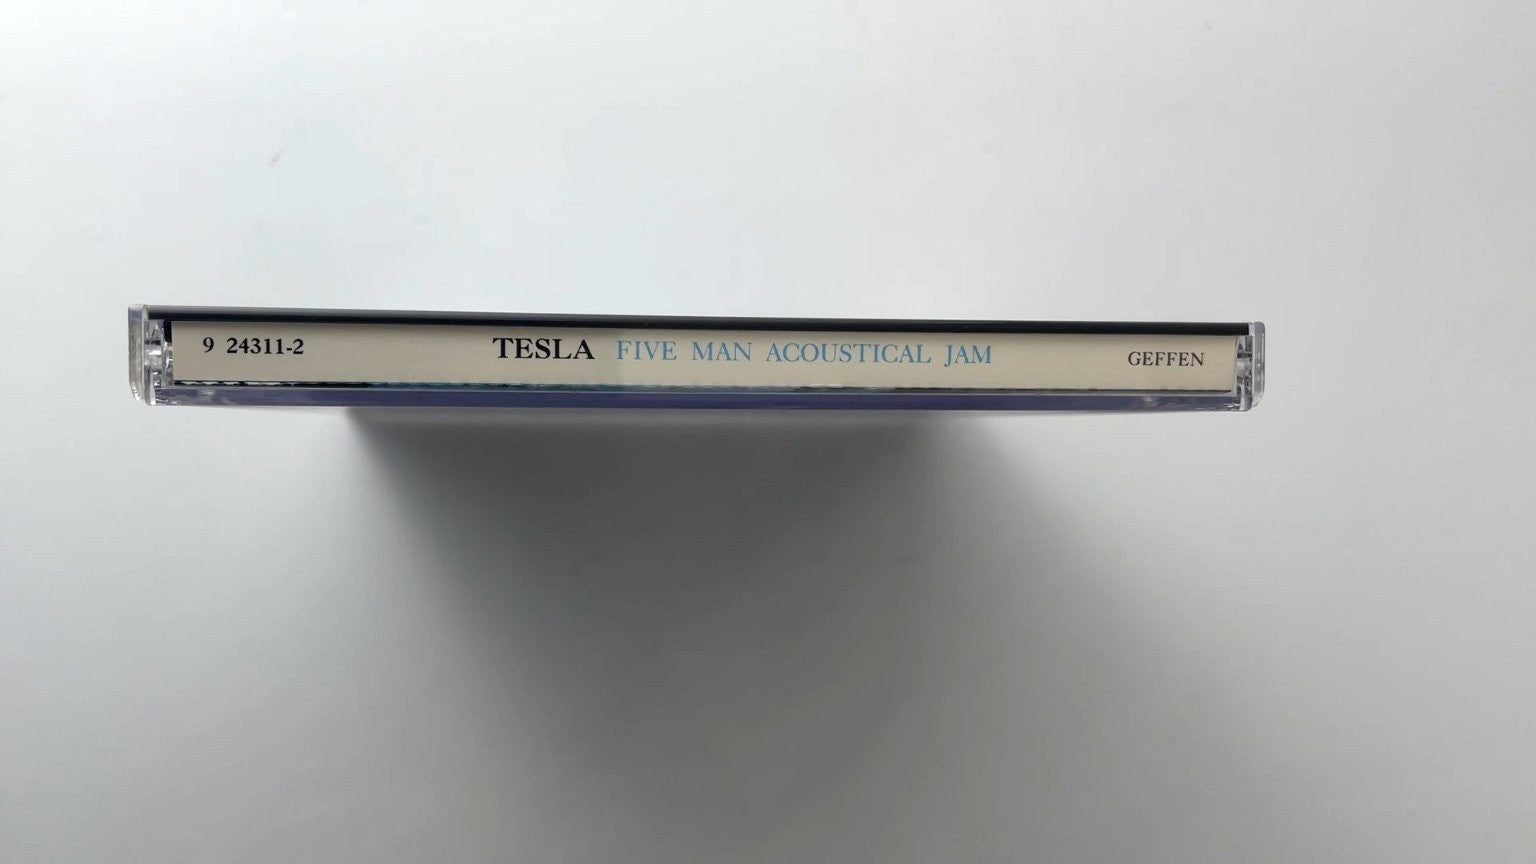 9 24311-2 TESLA FIVE MAN ACOUSTICAL JAM GEFFEN